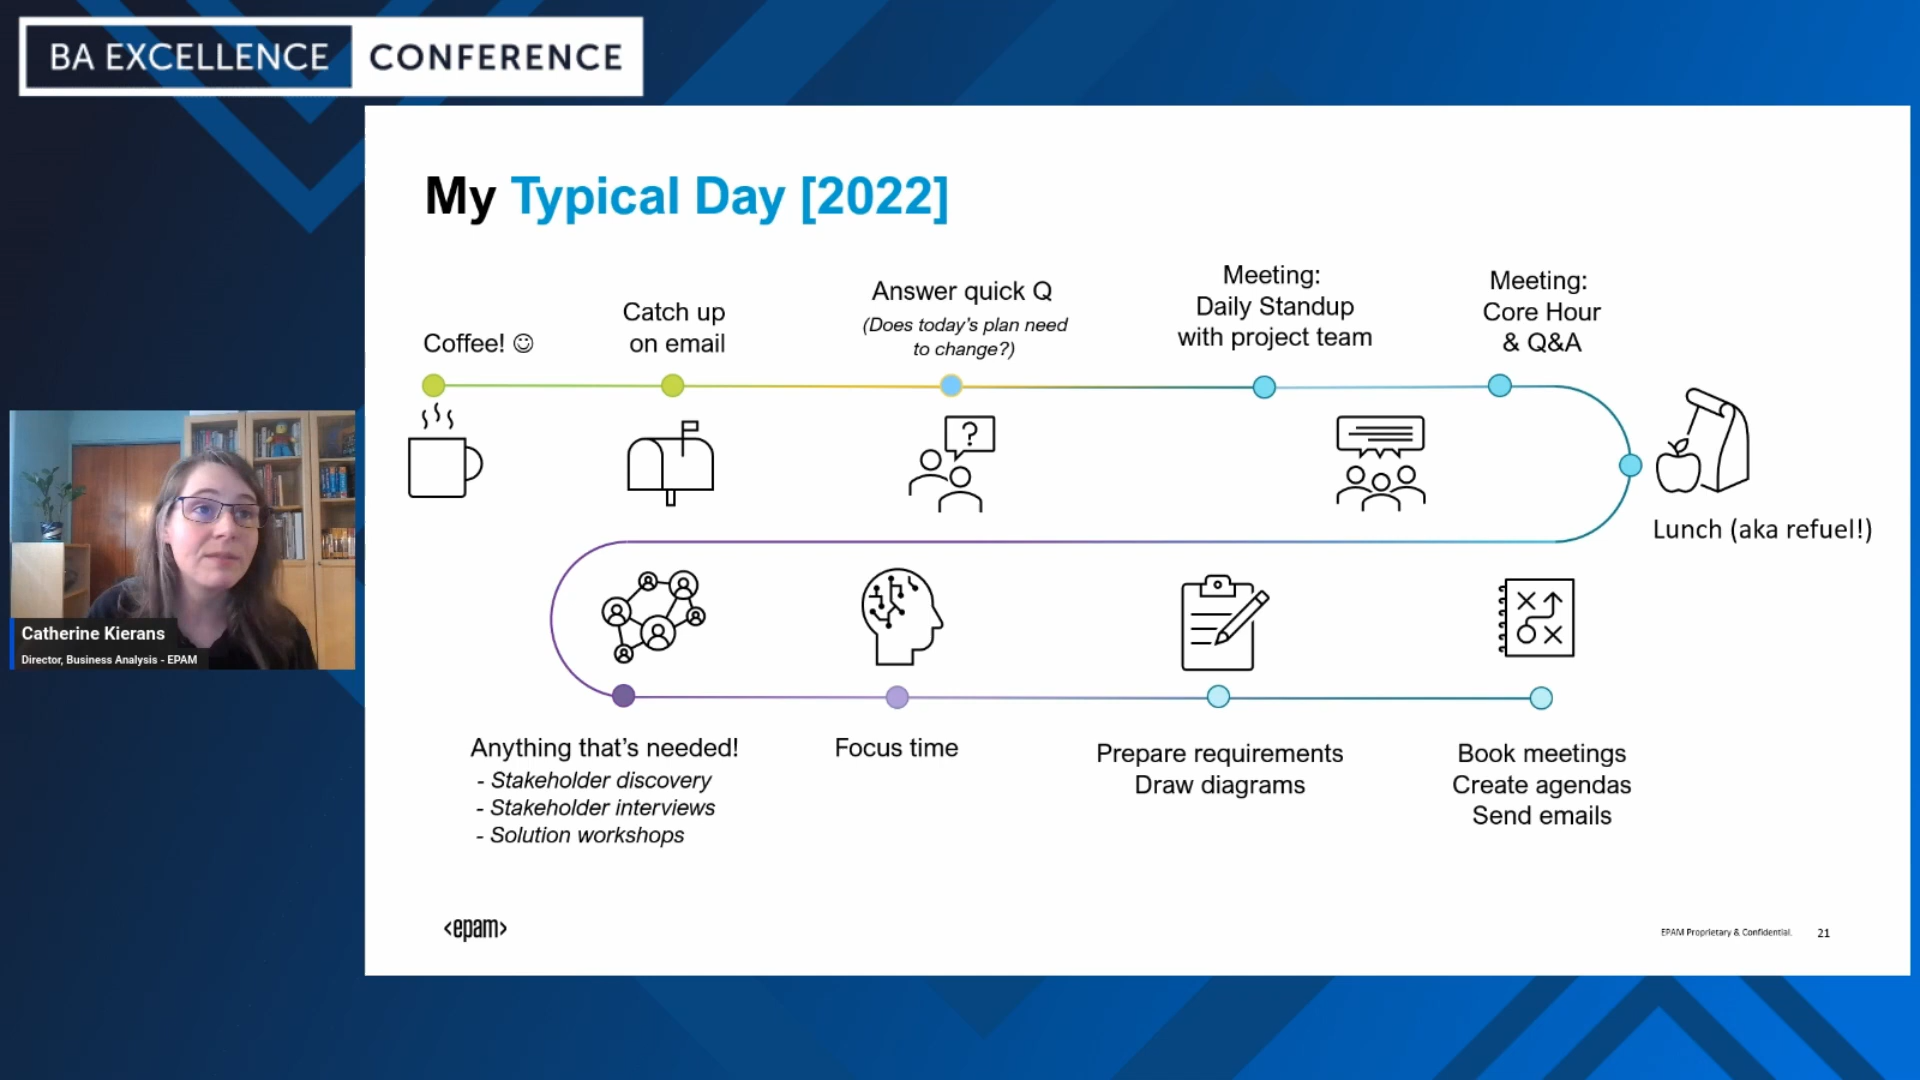 BA EXCELLENCE CONFERENCE
My Typical Day [2022]
Coffee! ☺
Catch up
on email
Answer quick Q
(Does today's plan need
to change?)
?
Meeting:
Daily Standup
with project team
Meeting:
Core Hour
& Q&A
Lunch (aka refuel!)
Anything that's needed!
- Stakeholder discovery
- Stakeholder interviews
- Solution workshops
Focus time
Prepare requirements
Draw diagrams
Book meetings
Create agendas
Send emails
Catherine Kierans
Director, Business Analysis - EPAM
<epam>
EPAM Proprietary & Confidential.
21